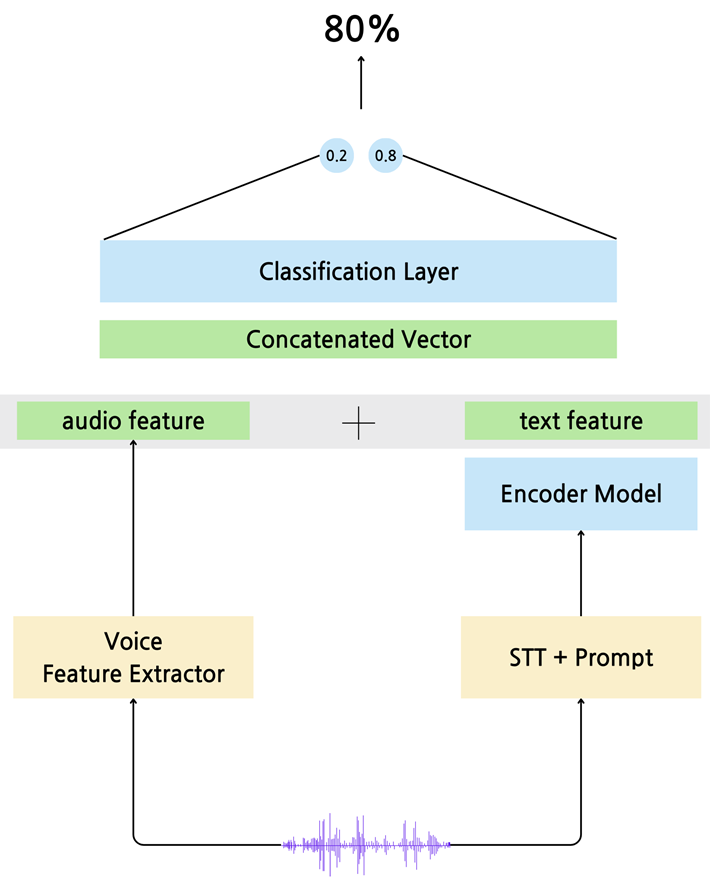 80%
0.2
0.8
Classification Layer
Concatenated Vector
audio feature
text feature
Encoder Model
Voice
Feature Extractor
STT + Prompt